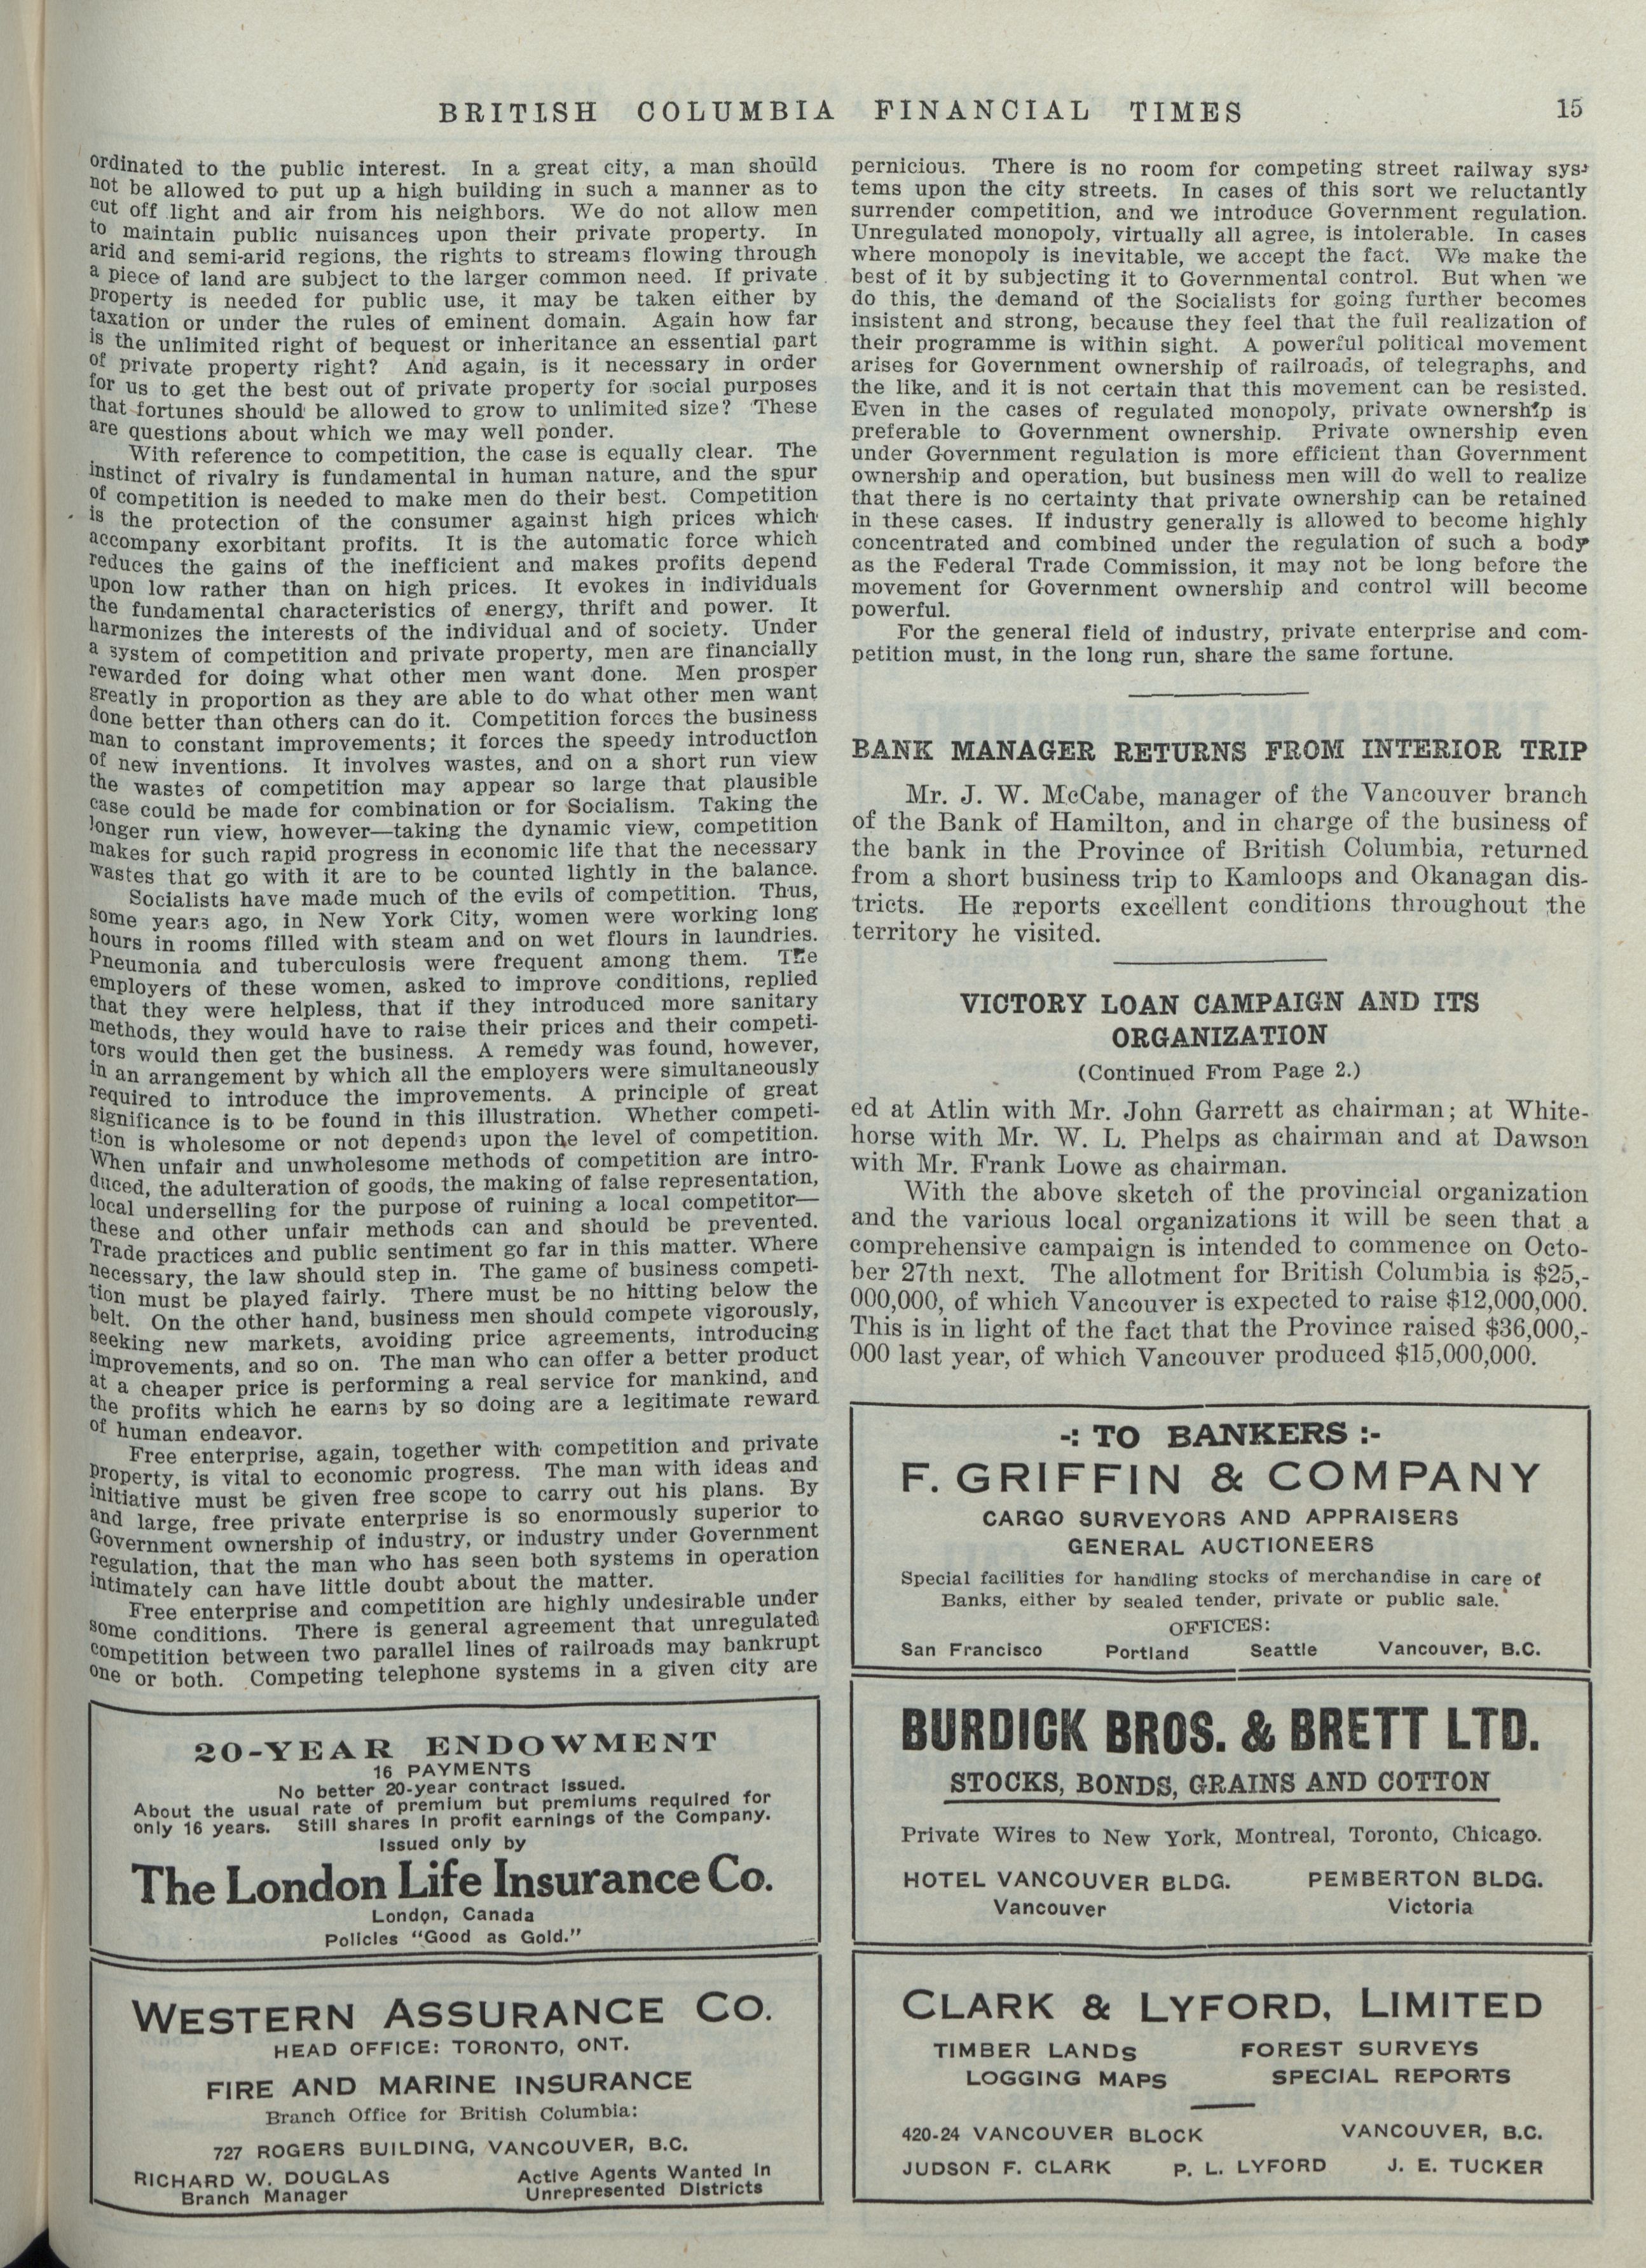 BRITISH COLUMBIA FINANCIAL TIMES 15
ordinated to the public interest. In a great city, a man should
not be allowed to put up a high building in such a manner as to
cut off light and air from his neighbors. We do not allow men
to maintain public nuisances upon their private property. In
arid and semi-arid regions, the rights to streams flowing through
a piece of land are subject to the larger common need. If private
property is needed for public use, it may be taken either by
taxation or under the rules of eminent domain. Again how far
is the unlimited right of bequest or inheritance an essential part
of private property right? And again, is it necessary in order
for us to get the best out of private property for social purposes
that fortunes should be allowed to grow to unlimited size? These
are questions about which we may well ponder.
With reference to competition, the case is equally clear. The
instinct of rivalry is fundamental in human nature, and the spur
of competition is needed to make men do their best. Competition
is the protection of the consumer against high prices which
accompany exorbitant profits. It is the automatic force which
reduces the gains of the inefficient and makes profits depend
upon low rather than on high prices. It evokes in individuals
the fundamental characteristics of energy, thrift and power. It
harmonizes the interests of the individual and of society. Under
a system of competition and private property, men are financially
rewarded for doing what other men want done. Men prosper
greatly in proportion as they are able to do what other men want
done better than others can do it. Competition forces the business
man to constant improvements; it forces the speedy introduction
of new inventions. It involves wastes, and on a short run view
the wastes of competition may appear so large that plausible
case could be made for combination or for Socialism. Taking the
longer run view, however—taking the dynamic view, competition
makes for such rapid progress in economic life that the necessary
wastes that go with it are to be counted lightly in the balance.
Socialists have made much of the evils of competition. Thus,
some years ago, in New York City, women were working long
hours in rooms filled with steam and on wet flours in laundries.
Pneumonia and tuberculosis were frequent among them. The
employers of these women, asked to improve conditions, replied
that they were helpless, that if they introduced more sanitary
methods, they would have to raise their prices and their competi-
tors would then get the business. A remedy was found, however,
in an arrangement by which all the employers were simultaneously
required to introduce the improvements. A principle of great
significance is to be found in this illustration. Whether competi-
tion is wholesome or not depends upon the level of competition.
When unfair and unwholesome methods of competition are intro-
duced, the adulteration of goods, the making of false representation,
local underselling for the purpose of ruining a local competitor—
these and other unfair methods can and should be prevented.
Trade practices and public sentiment go far in this matter. Where
necessary, the law should step in. The game of business competi-
tion must be played fairly. There must be no hitting below the
belt. On the other hand, business men should compete vigorously,
seeking new markets, avoiding price agreements, introducing
improvements, and so on. The man who can offer a better product
at a cheaper price is performing a real service for mankind, and
the profits which he earns by so doing are a legitimate reward
of human endeavor.
Free enterprise, again, together with competition and private
property, is vital to economic progress. The man with ideas and
initiative must be given free scope to carry out his plans. By
and large, free private enterprise is so enormously superior to
Government ownership of industry, or industry under Government
regulation, that the man who has seen both systems in operation
intimately can have little doubt about the matter.
Free enterprise and competition are highly undesirable under
some conditions. There is general agreement that unregulated
competition between two parallel lines of railroads may bankrupt
one or both. Competing telephone systems in a given city are
20-YEAR ENDOWMENT
16 PAYMENTS
No better 20-year contract issued.
About the usual rate of premium but premiums required for
only 16 years. Still shares in profit earnings of the Company.
Issued only by
The London Life Insurance Co.
London, Canada
Policies "Good as Gold."
WESTERN ASSURANCE CO.
HEAD OFFICE: TORONTO, ONT.
FIRE AND MARINE INSURANCE
Branch Office for British Columbia:
727 ROGERS BUILDING, VANCOUVER, B.C.
RICHARD W. DOUGLAS Active Agents Wanted in
Branch Manager Unrepresented Districts
pernicious. There is no room for competing street railway sys-
tems upon the city streets. In cases of this sort we reluctantly
surrender competition, and we introduce Government regulation.
Unregulated monopoly, virtually all agree, is intolerable. In cases
where monopoly is inevitable, we accept the fact. We make the
best of it by subjecting it to Governmental control. But when we
do this, the demand of the Socialists for going further becomes
insistent and strong, because they feel that the full realization of
their programme is within sight. A powerful political movement
arises for Government ownership of railroads, of telegraphs, and
the like, and it is not certain that this movement can be resisted.
Even in the cases of regulated monopoly, private ownership is
preferable to Government ownership. Private ownership even
under Government regulation is more efficient than Government
ownership and operation, but business men will do well to realize
that there is no certainty that private ownership can be retained
in these cases. If industry generally is allowed to become highly
concentrated and combined under the regulation of such a body
as the Federal Trade Commission, it may not be long before the
movement for Government ownership and control will become
powerful.
For the general field of industry, private enterprise and com-
petition must, in the long run, share the same fortune.
BANK MANAGER RETURNS FROM INTERIOR TRIP
Mr. J. W. McCabe, manager of the Vancouver branch
of the Bank of Hamilton, and in charge of the business of
the bank in the Province of British Columbia, returned
from a short business trip to Kamloops and Okanagan dis-
tricts. He reports excellent conditions throughout the
territory he visited.
VICTORY LOAN CAMPAIGN AND ITS
ORGANIZATION
(Continued From Page 2.)
ed at Atlin with Mr. John Garrett as chairman; at White-
horse with Mr. W. L. Phelps as chairman and at Dawson
with Mr. Frank Lowe as chairman.
With the above sketch of the provincial organization
and the various local organizations it will be seen that a
comprehensive campaign is intended to commence on Octo-
ber 27th next. The allotment for British Columbia is $25,-
000,000, of which Vancouver is expected to raise $12,000,000.
This is in light of the fact that the Province raised $36,000,-
000 last year, of which Vancouver produced $15,000,000.
-: TO BANKERS :-
F. GRIFFIN & COMPANY
CARGO SURVEYORS AND APPRAISERS
GENERAL AUCTIONEERS
Special facilities for handling stocks of merchandise in care of
Banks, either by sealed tender, private or public sale.
OFFICES:
San Francisco Portland Seattle Vancouver, B.C.
BURDICK BROS. & BRETT LTD.
STOCKS, BONDS, GRAINS AND COTTON
Private Wires to New York, Montreal, Toronto, Chicago.
HOTEL VANCOUVER BLDG. PEMBERTON BLDG.
Vancouver Victoria
CLARK & LYFORD, LIMITED
TIMBER LANDS FOREST SURVEYS
LOGGING MAPS SPECIAL REPORTS
420-24 VANCOUVER BLOCK VANCOUVER, B.C.
JUDSON F. CLARK P. L. LYFORD J. E. TUCKER